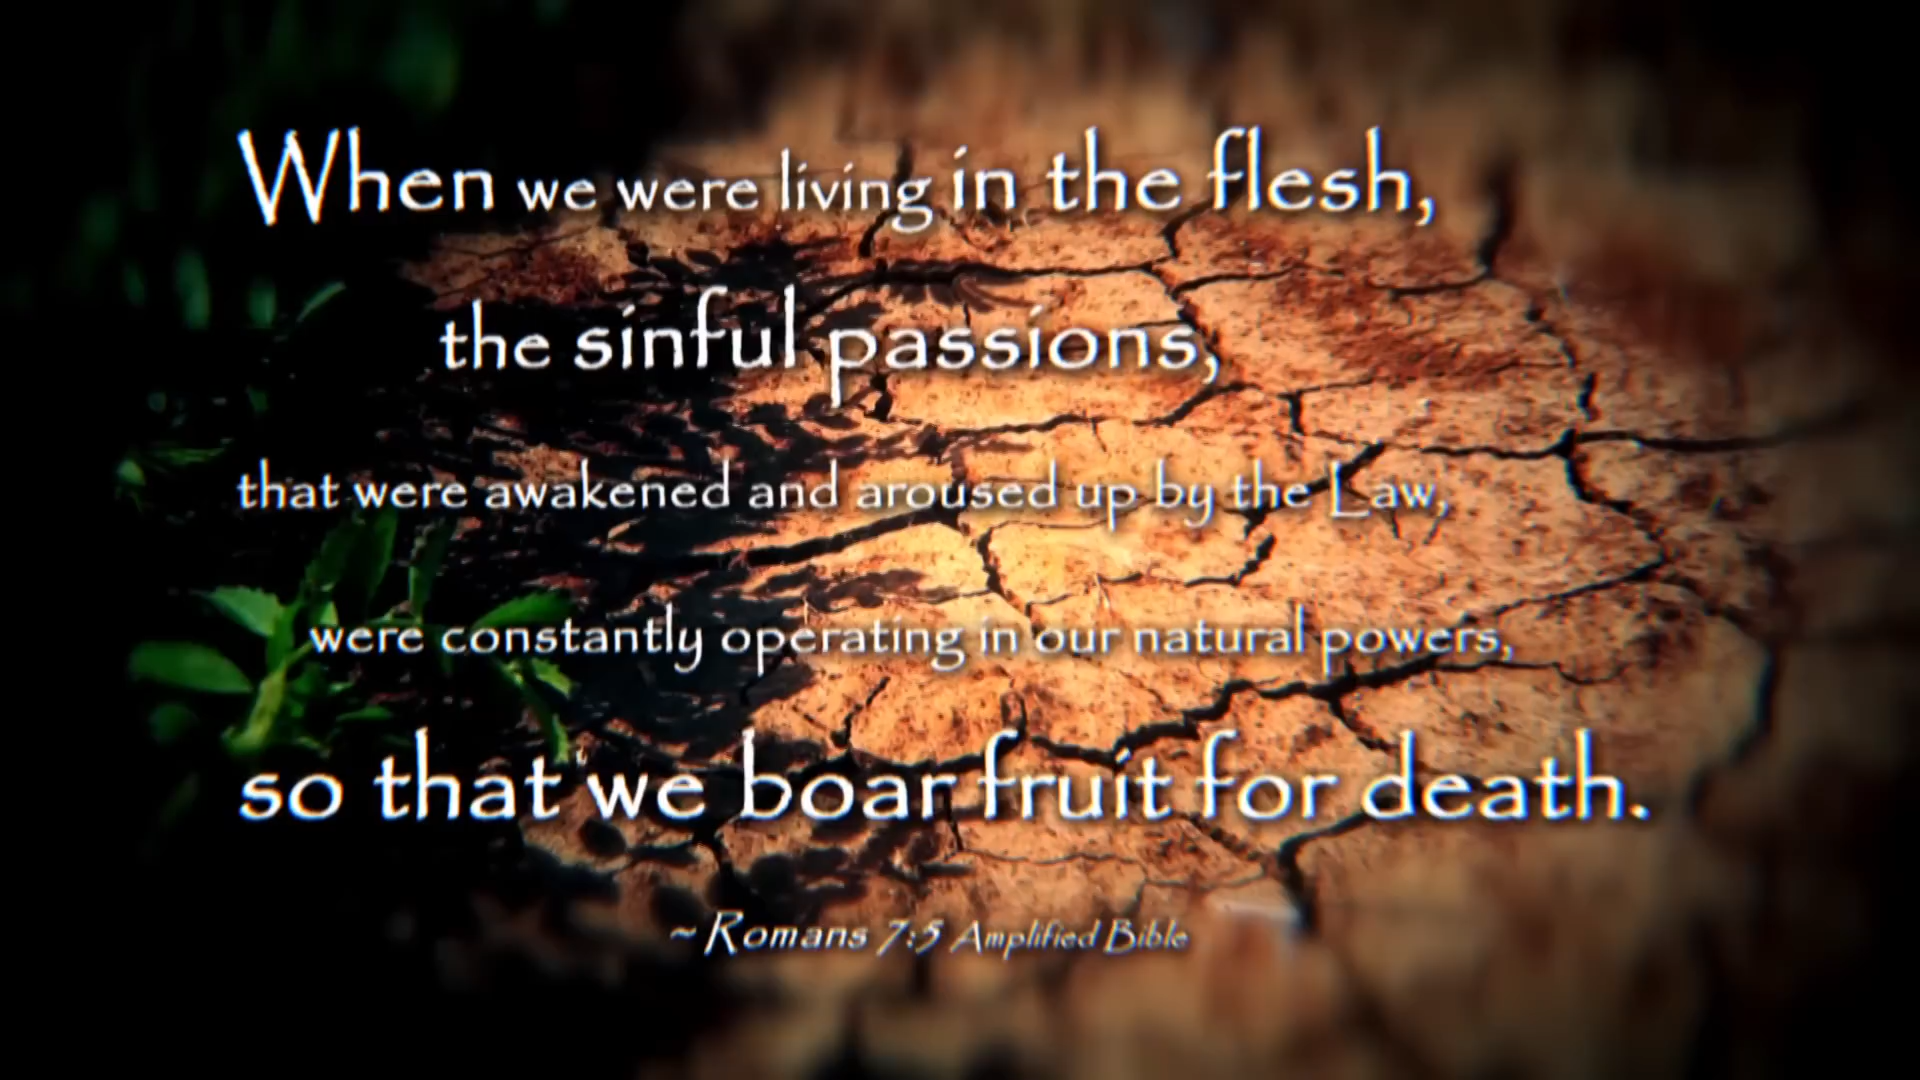 When we were living in the flesh,
the sinful passions,
that were awakened and aroused up by the Law,
were constantly operating in our natural powers,
so that we boar fruit for death.
~ Romans 7:5 Amplified Bible